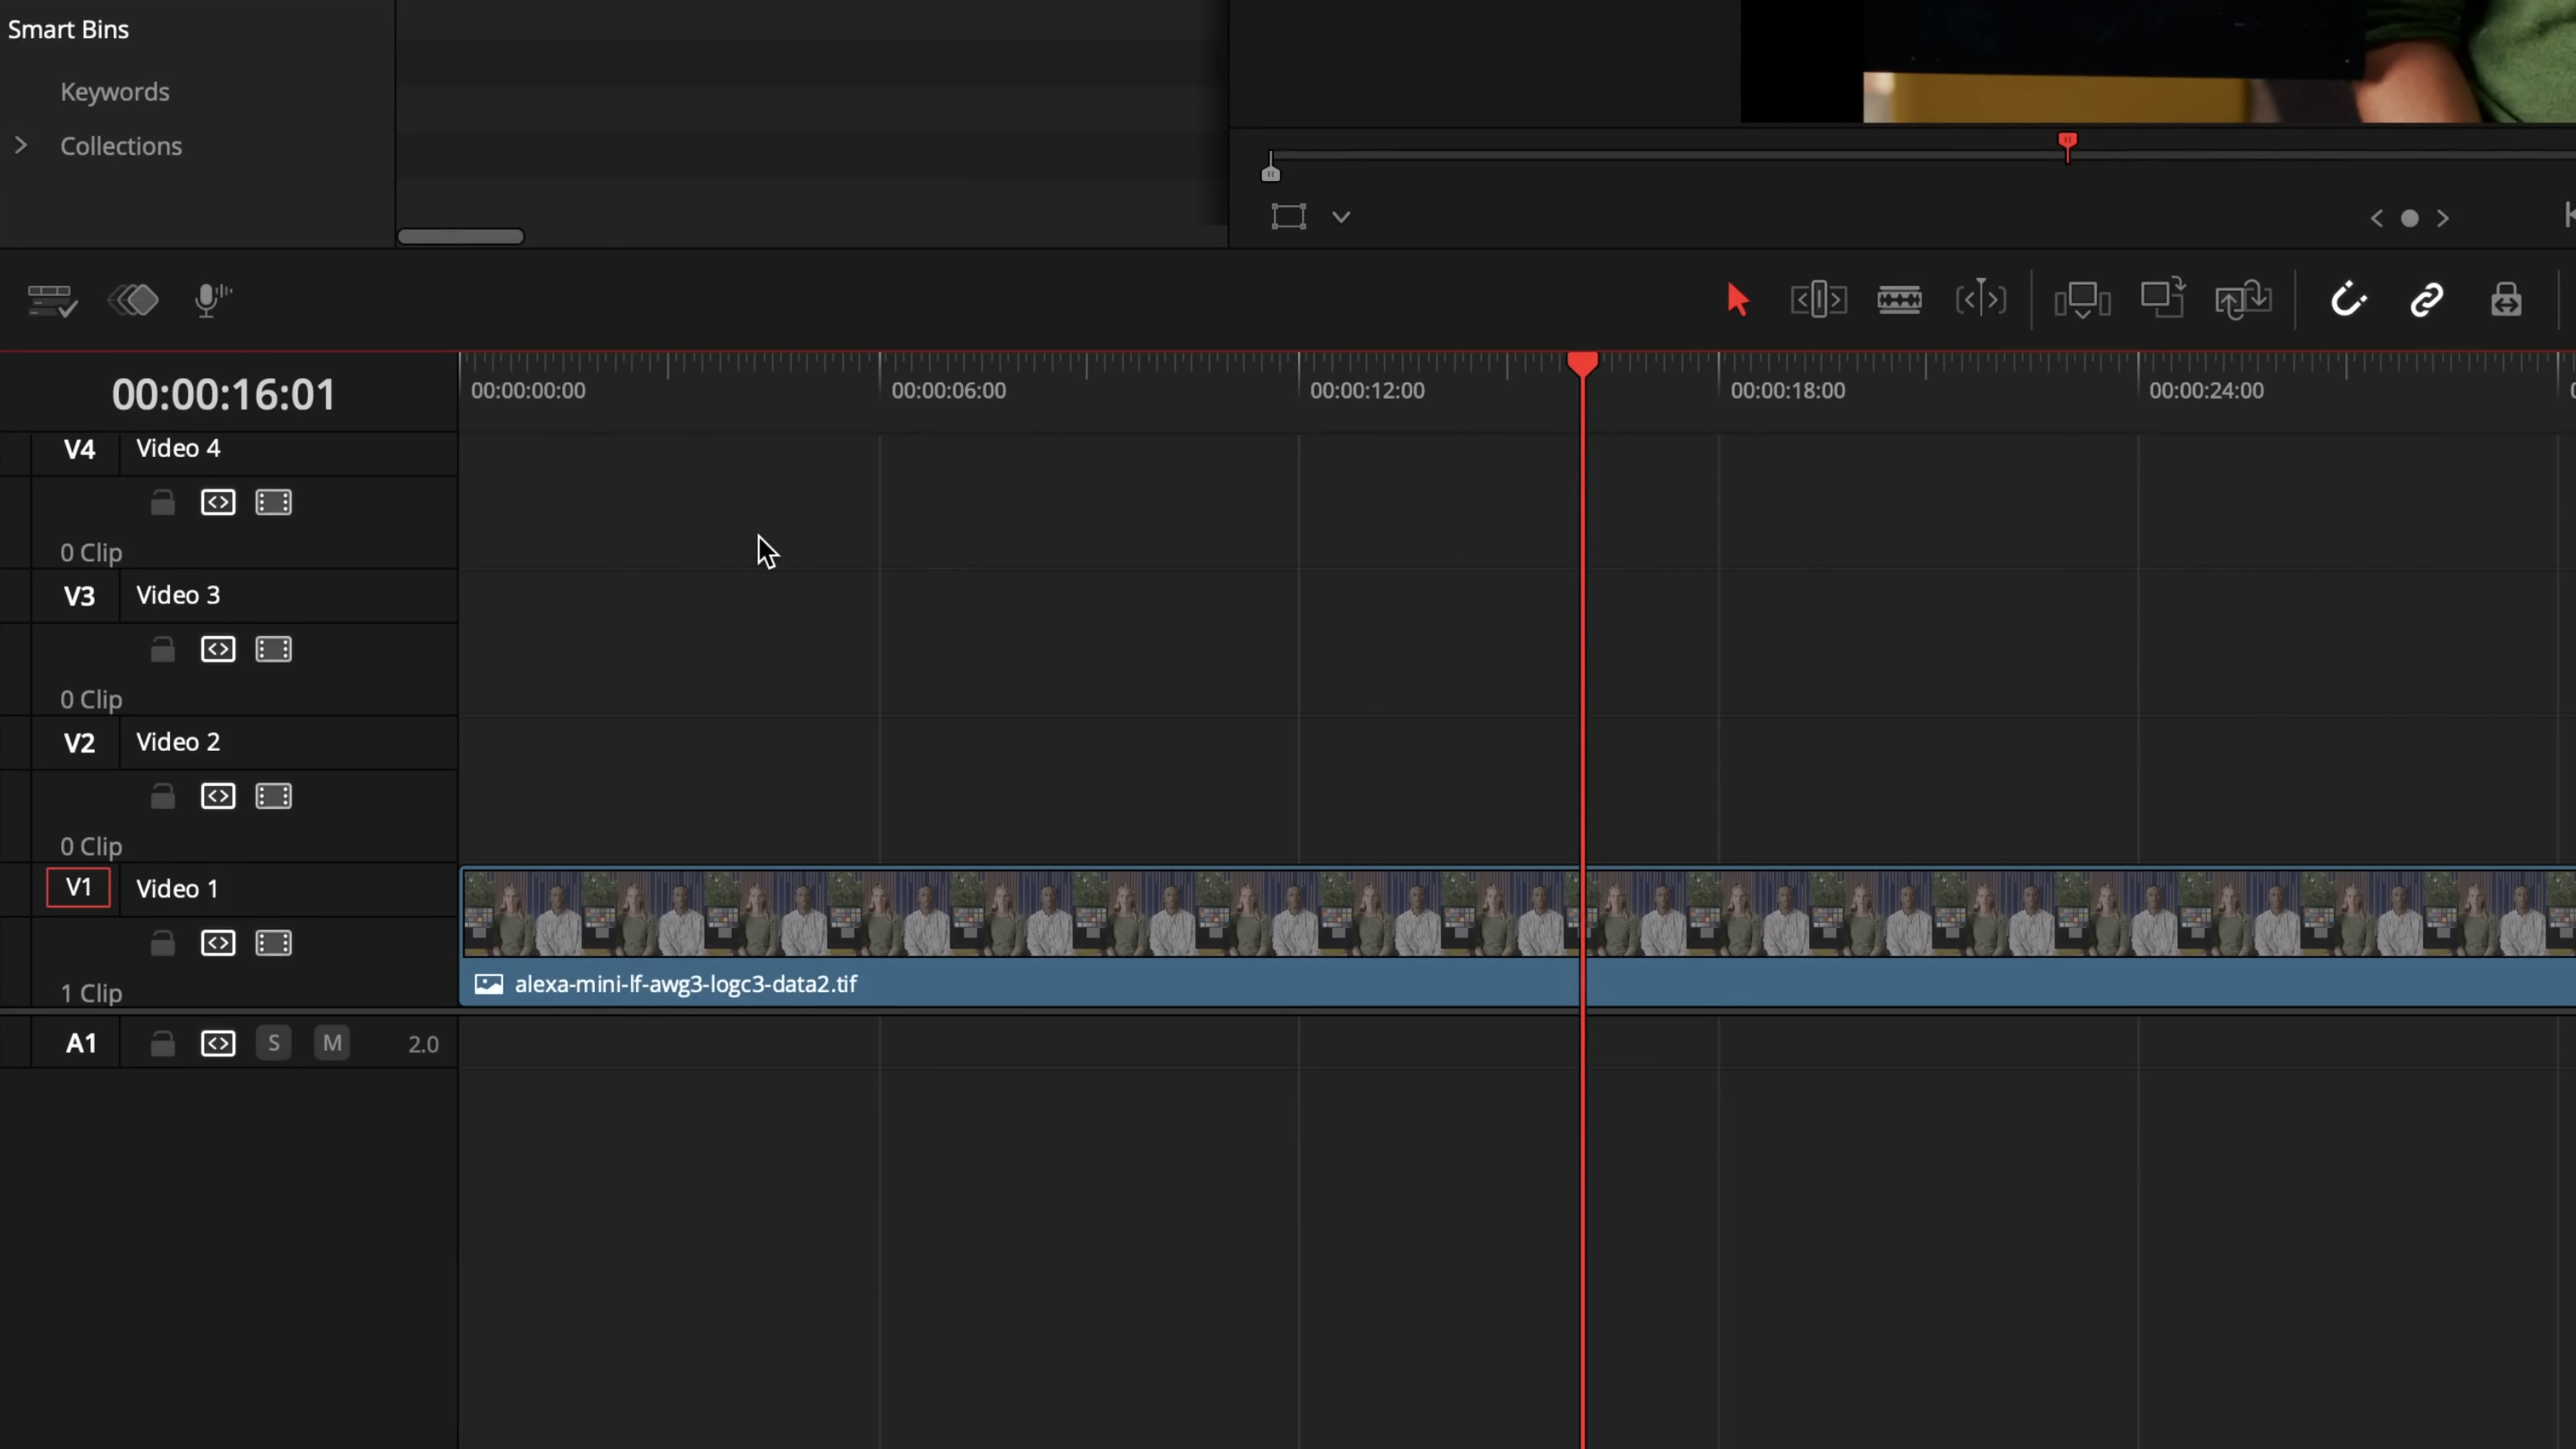 Smart Bins
Keywords
Collections
00:00:16:01
00:00:00:00
00:00:06:00
00:00:12:00
00:00:18:00
00:00:24:00
V4 Video 4
0 Clip
V3 Video 3
0 Clip
V2 Video 2
0 Clip
V1 Video 1
1 Clip
alexa-mini-lf-awg3-logc3-data2.tif
A1 S M 2.0